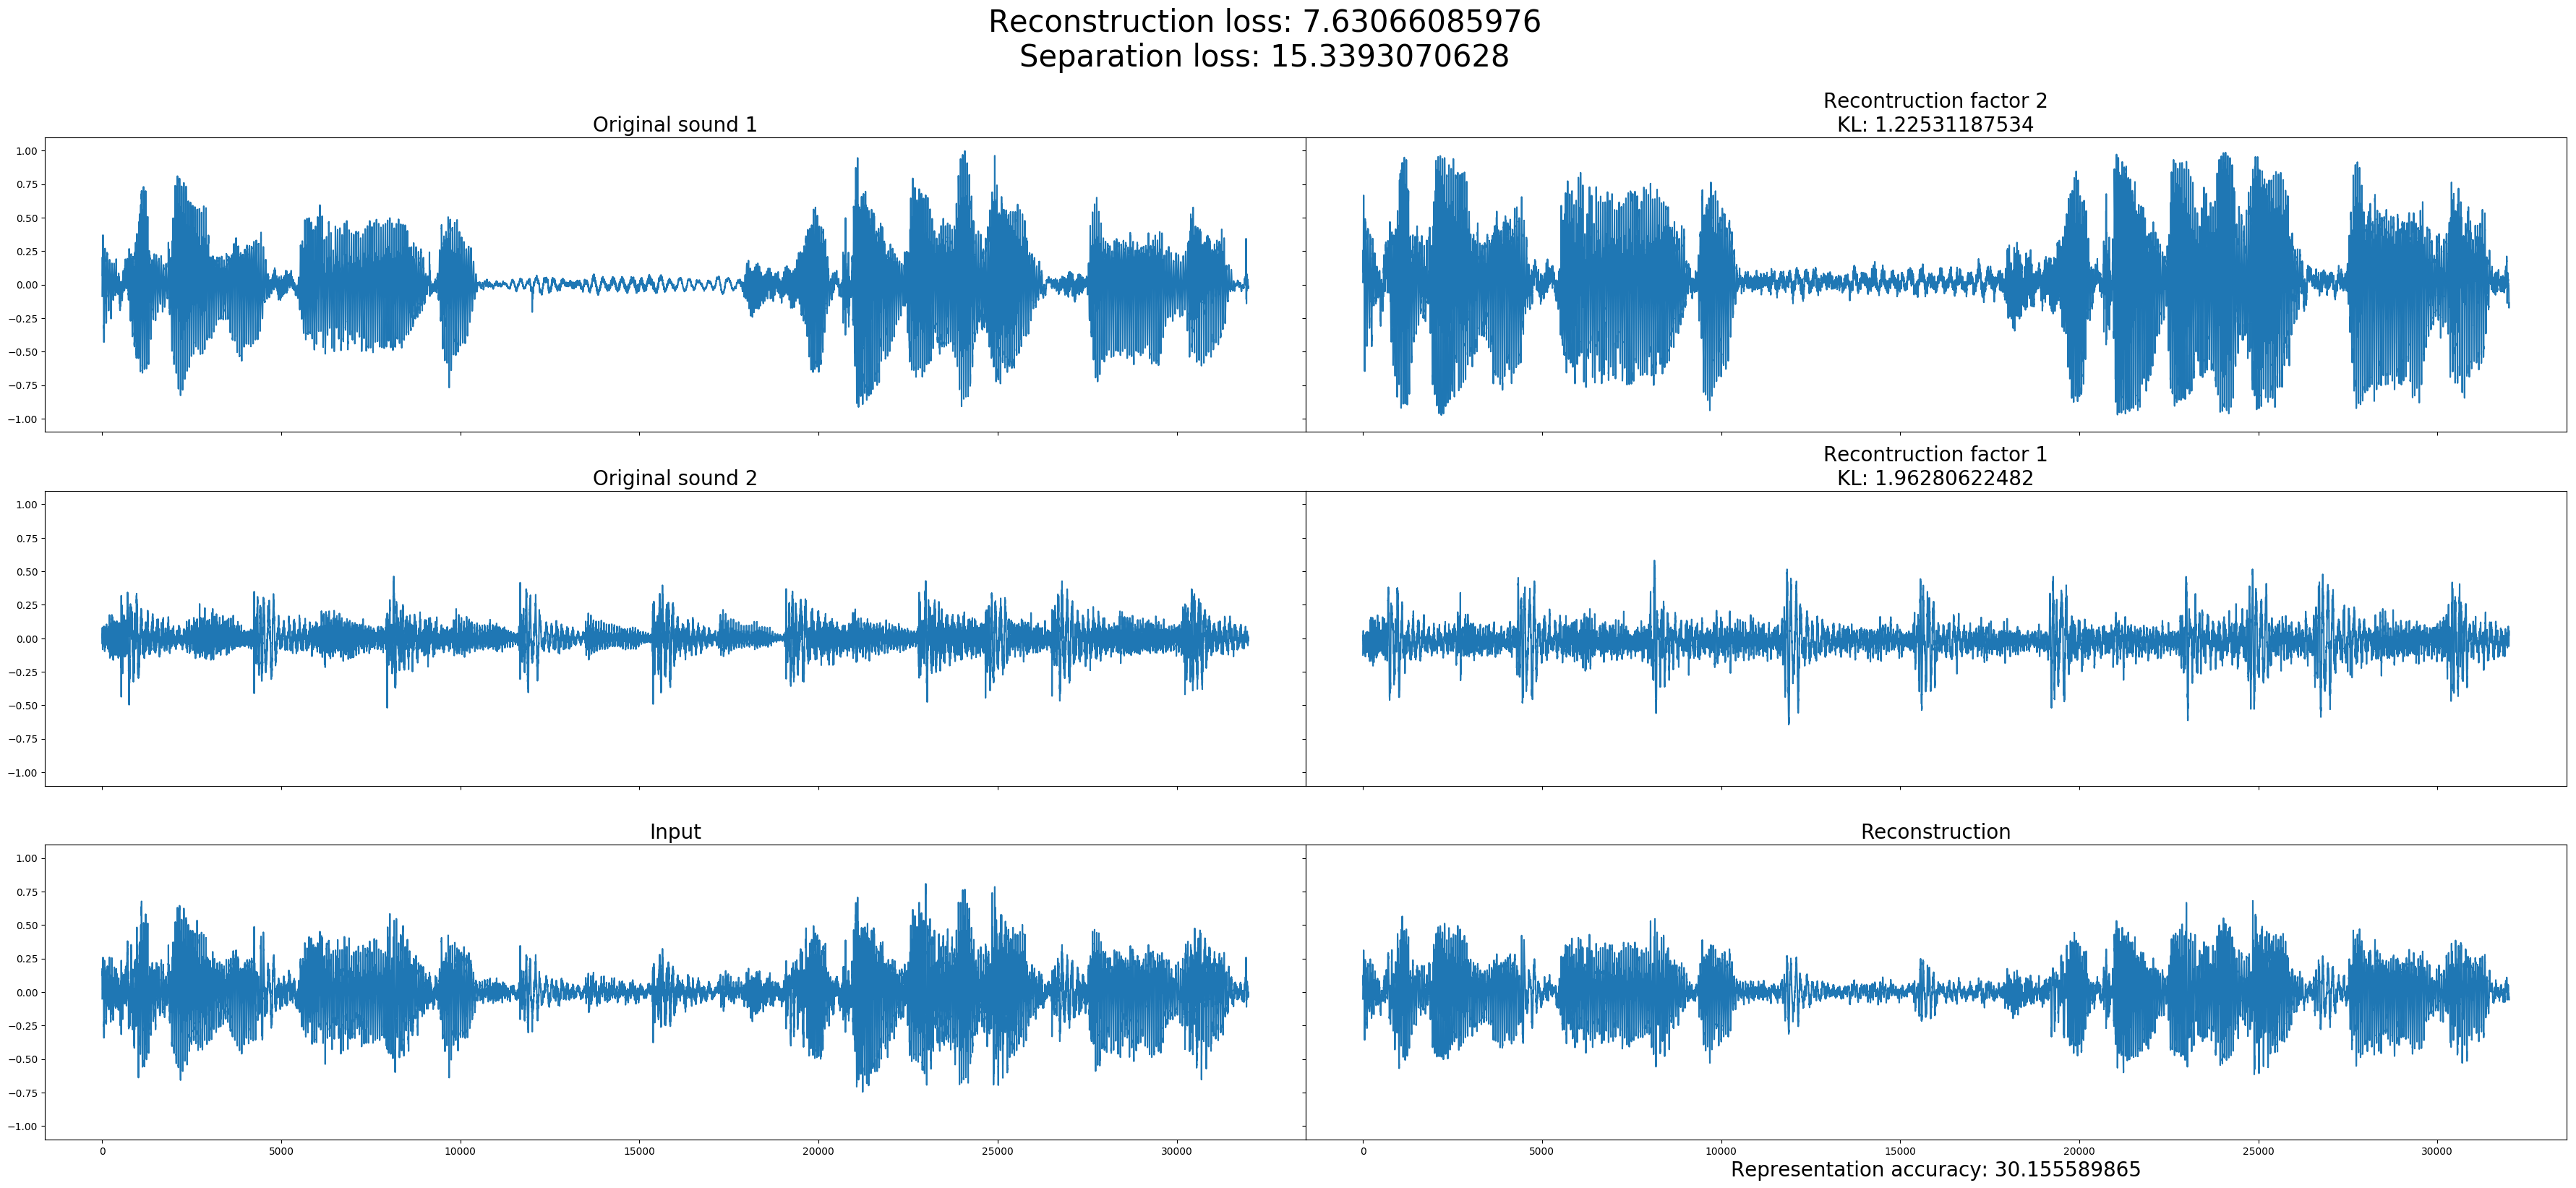 Reconstruction loss: 7.63066085976
Separation loss: 15.3393070628
Original sound 1
Recontruction factor 2
KL: 1.22531187534
1.00
0.75
0.50
0.25
0.00
−0.25
−0.50
−0.75
−1.00
Original sound 2
Recontruction factor 1
KL: 1.96280622482
1.00
0.75
0.50
0.25
0.00
−0.25
−0.50
−0.75
−1.00
Input
Reconstruction
1.00
0.75
0.50
0.25
0.00
−0.25
−0.50
−0.75
−1.00
0 5000 10000 15000 20000 25000 30000
0 5000 10000 15000 20000 25000 30000
Representation accuracy: 30.155589865